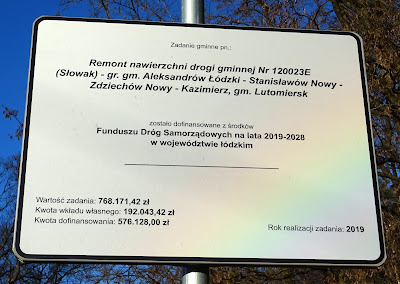 Zadanie gminne pn.:
Remont nawierzchni drogi gminnej Nr 120023E
(Słowak) - gr. gm. Aleksandrów Łódzki - Stanisławów Nowy -
Zdziechów Nowy - Kazimierz, gm. Lutomiersk
zostało dofinansowane z środków
Funduszu Dróg Samorządowych na lata 2019-2028
w województwie łódzkim
Wartość zadania: 768.171,42 zł
Kwota wkładu własnego: 192.043,42 zł
Kwota dofinansowania: 576.128,00 zł
Rok realizacji zadania: 2019